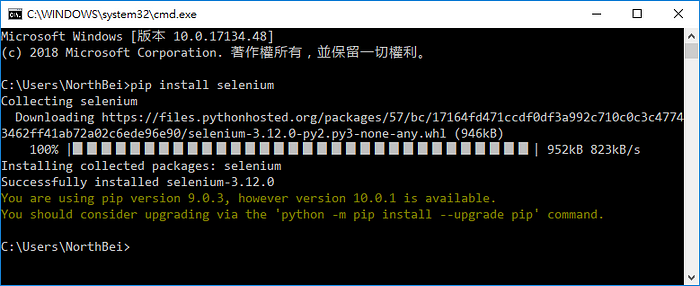 C:\WINDOWS\system32\cmd.exe
Microsoft Windows [版本 10.0.17134.48]
(c) 2018 Microsoft Corporation. 著作權所有，並保留一切權利。
C:\Users\NorthBei>pip install selenium
Collecting selenium
  Downloading https://files.pythonhosted.org/packages/57/bc/17164fd471ccdf0df3a992c710c0c3c4774
3462ff41ab72a02c6ede96e90/selenium-3.12.0-py2.py3-none-any.whl (946kB)
    100% |████████████████████████████████| 952kB 823kB/s
Installing collected packages: selenium
Successfully installed selenium-3.12.0
You are using pip version 9.0.3, however version 10.0.1 is available.
You should consider upgrading via the 'python -m pip install --upgrade pip' command.
C:\Users\NorthBei>